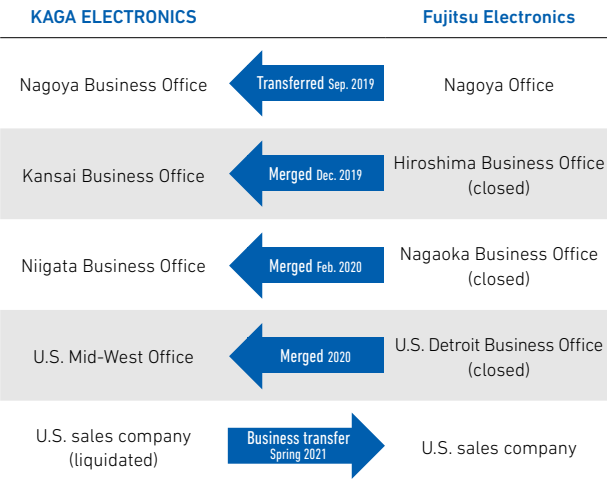 KAGA ELECTRONICS
Fujitsu Electronics
Nagoya Business Office
Transferred Sep. 2019
Nagoya Office
Kansai Business Office
Merged Dec. 2019
Hiroshima Business Office
(closed)
Niigata Business Office
Merged Feb. 2020
Nagaoka Business Office
(closed)
U.S. Mid-West Office
Merged 2020
U.S. Detroit Business Office
(closed)
U.S. sales company
(liquidated)
Business transfer
Spring 2021
U.S. sales company